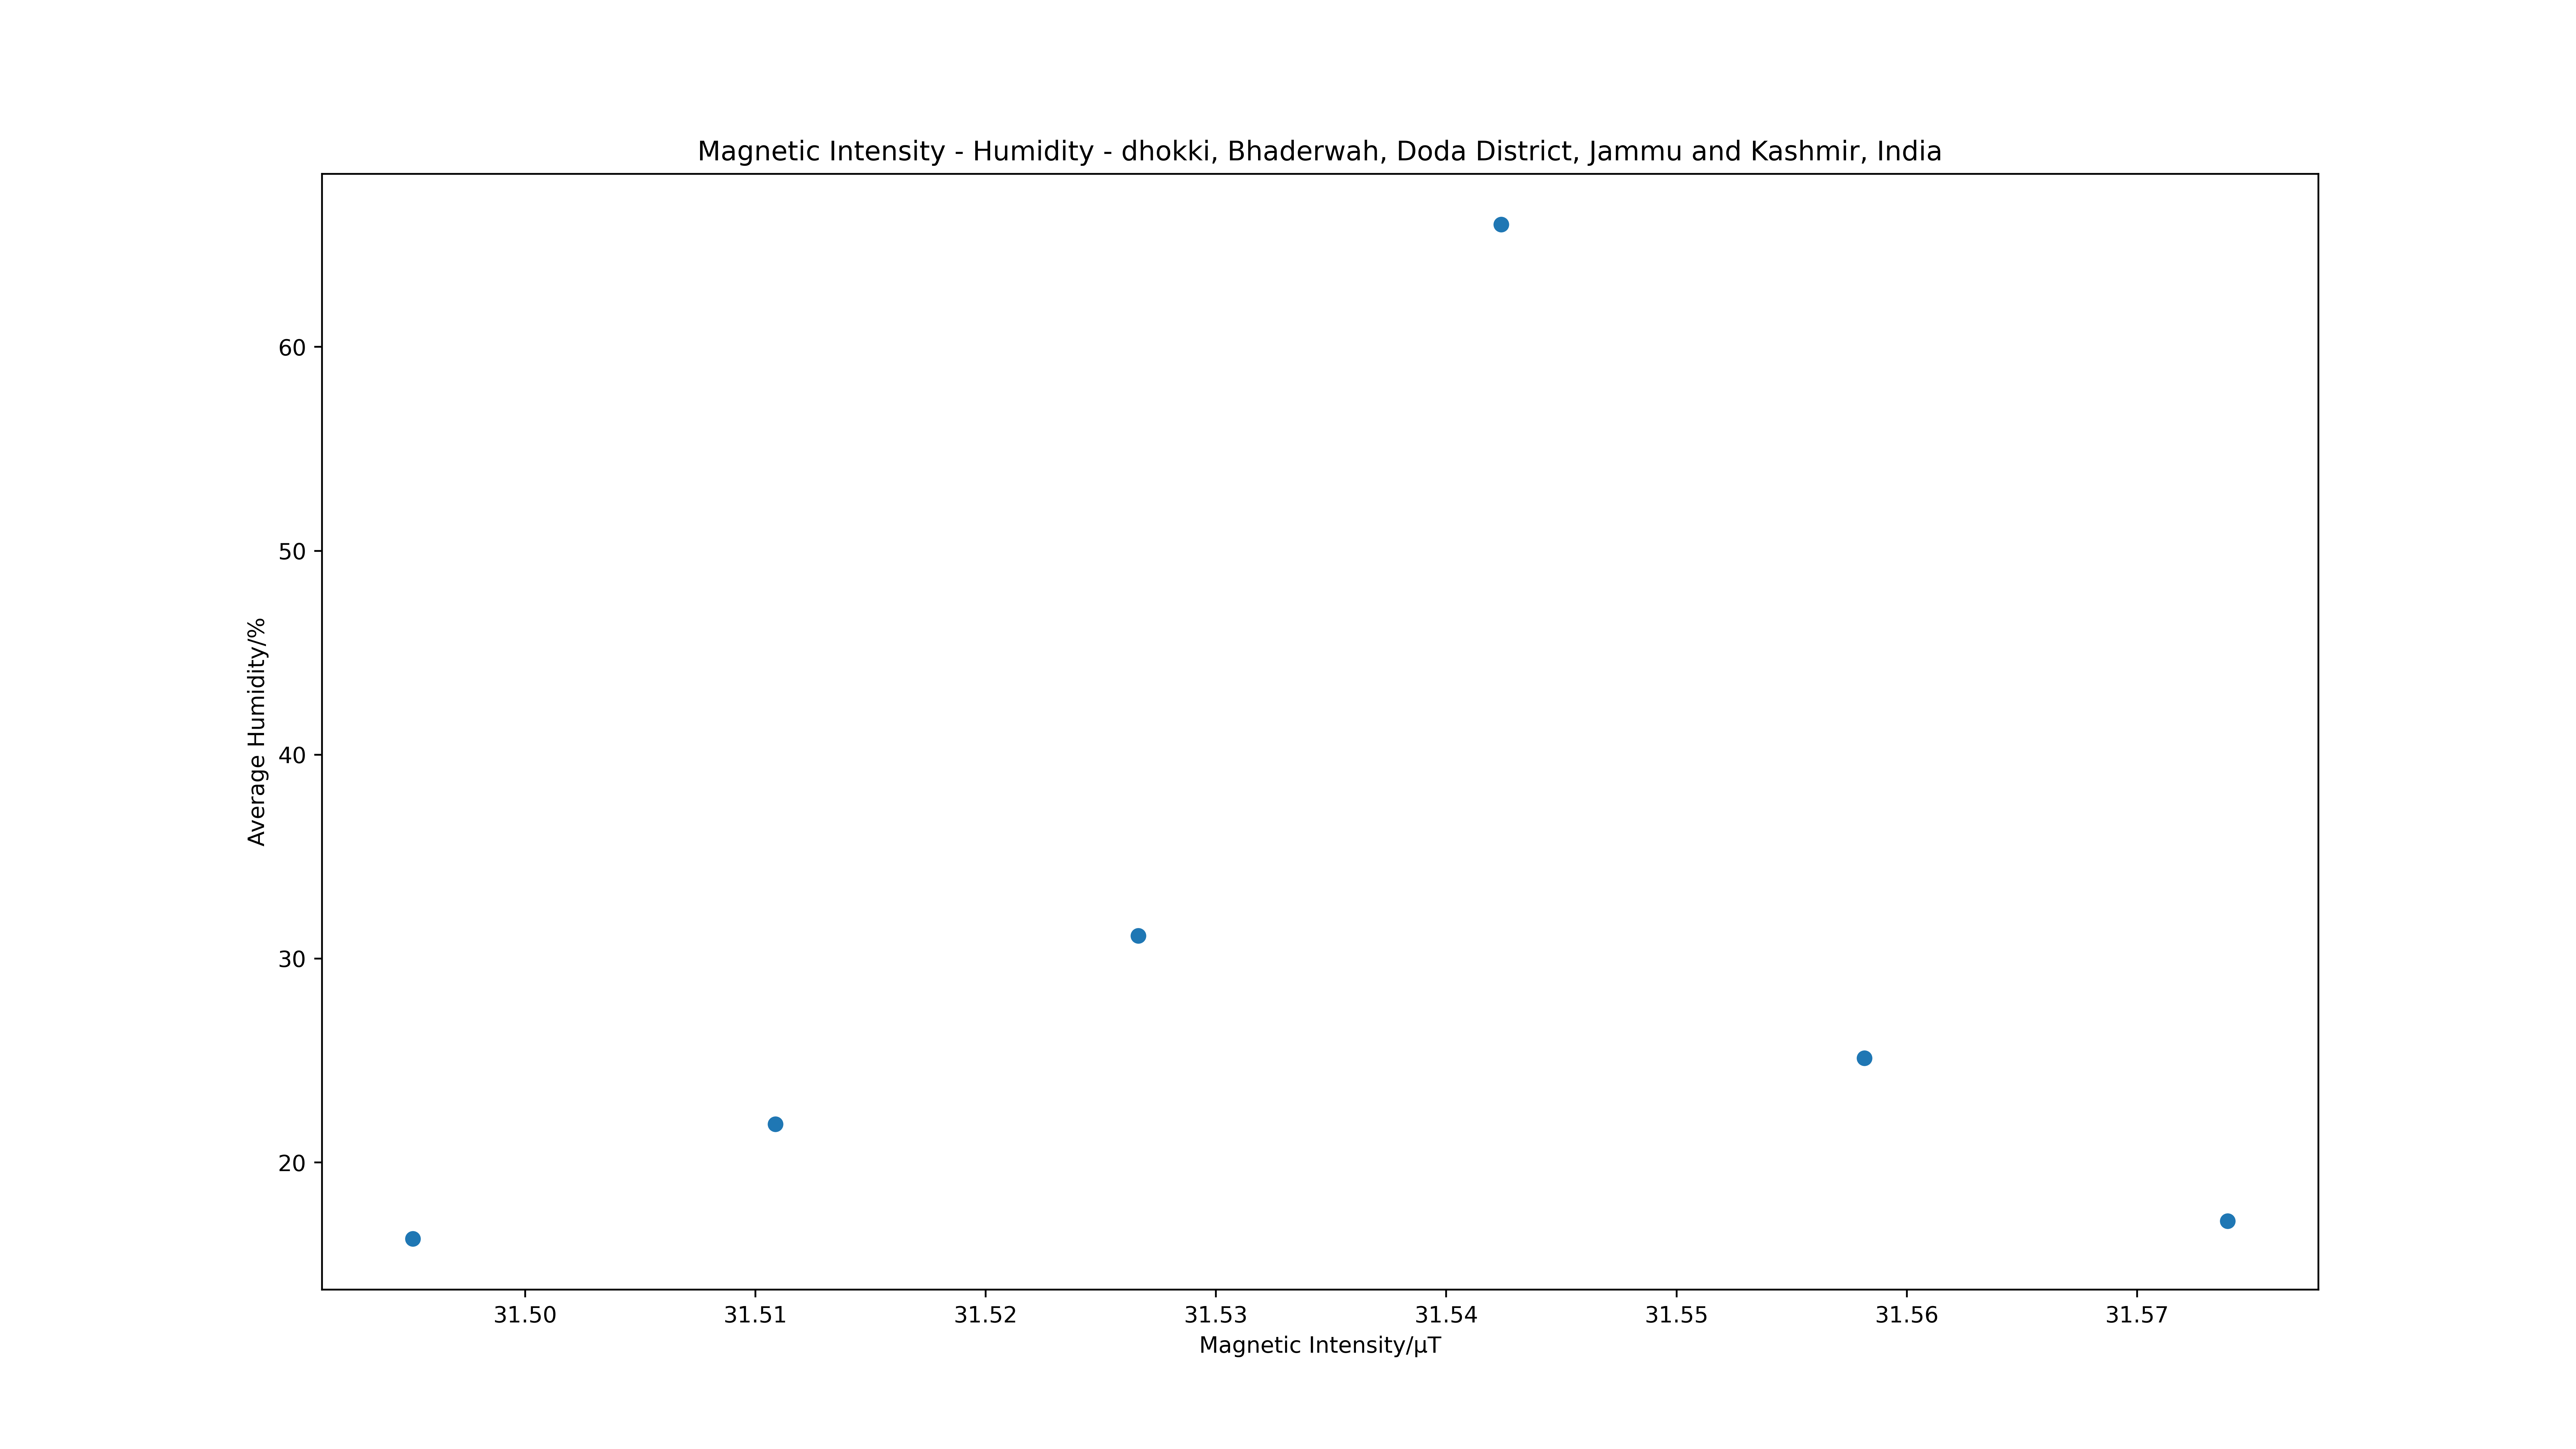 Magnetic Intensity - Humidity - dhokki, Bhaderwah, Doda District, Jammu and Kashmir, India
Average Humidity/%
60
50
40
30
20
31.50 31.51 31.52 31.53 31.54 31.55 31.56 31.57
Magnetic Intensity/μT